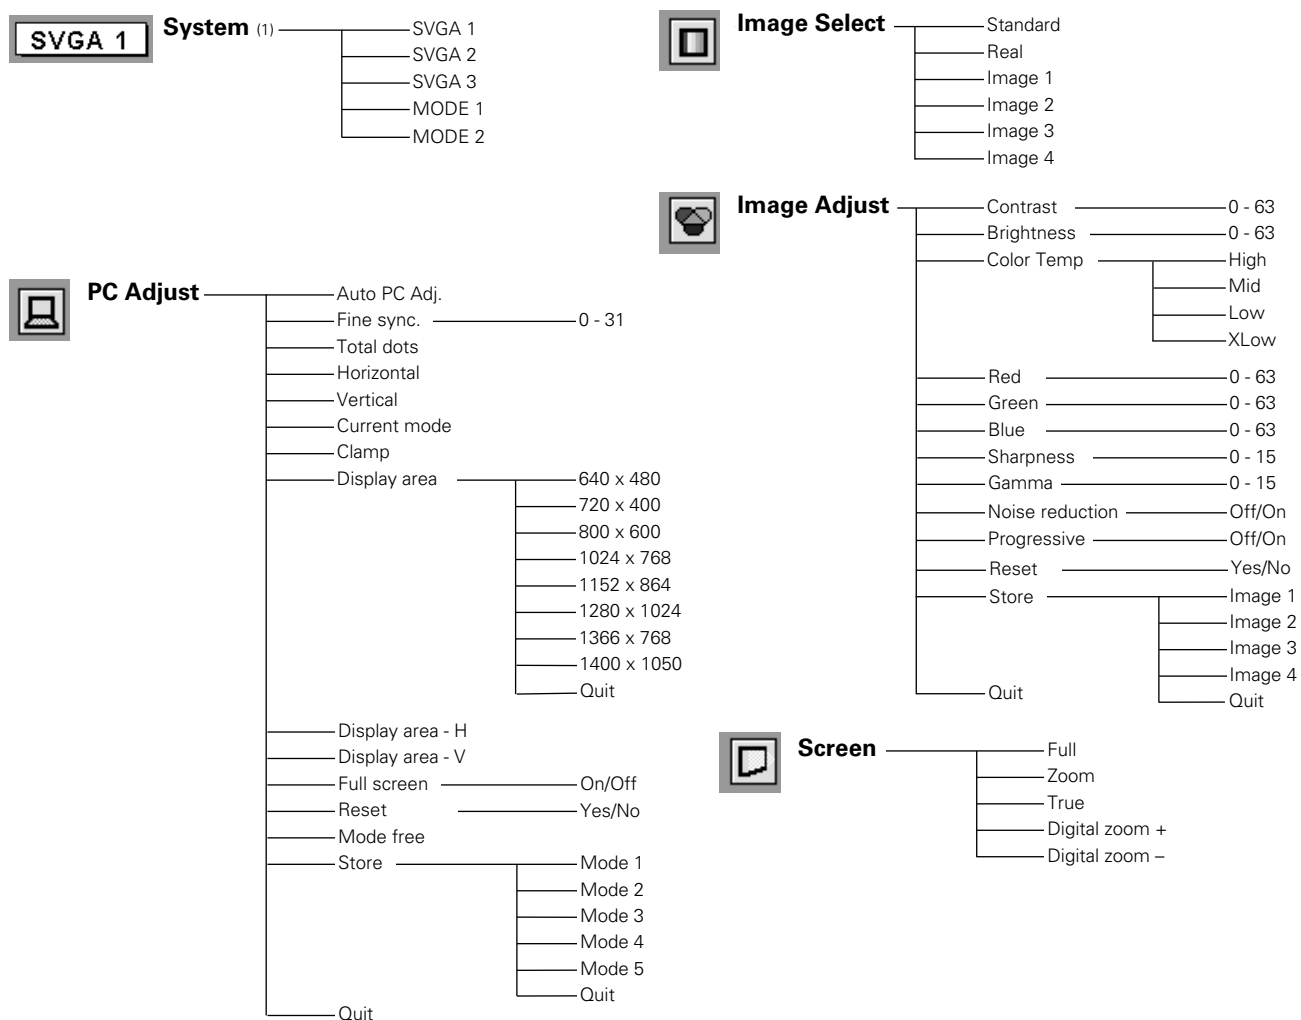 SVGA 1
System (1)
SVGA 1
SVGA 2
SVGA 3
MODE 1
MODE 2
PC Adjust
Auto PC Adj.
Fine sync. 0 - 31
Total dots
Horizontal
Vertical
Current mode
Clamp
Display area 640 x 480
720 x 400
800 x 600
1024 x 768
1152 x 864
1280 x 1024
1366 x 768
1400 x 1050
Quit
Display area - H
Display area - V
Full screen On/Off
Reset Yes/No
Mode free
Store Mode 1
Mode 2
Mode 3
Mode 4
Mode 5
Quit
Quit
Image Select
Standard
Real
Image 1
Image 2
Image 3
Image 4
Image Adjust
Contrast 0 - 63
Brightness 0 - 63
Color Temp High
Mid
Low
XLow
Red 0 - 63
Green 0 - 63
Blue 0 - 63
Sharpness 0 - 15
Gamma 0 - 15
Noise reduction Off/On
Progressive Off/On
Reset Yes/No
Store Image 1
Image 2
Image 3
Image 4
Quit
Quit
Screen
Full
Zoom
True
Digital zoom +
Digital zoom –